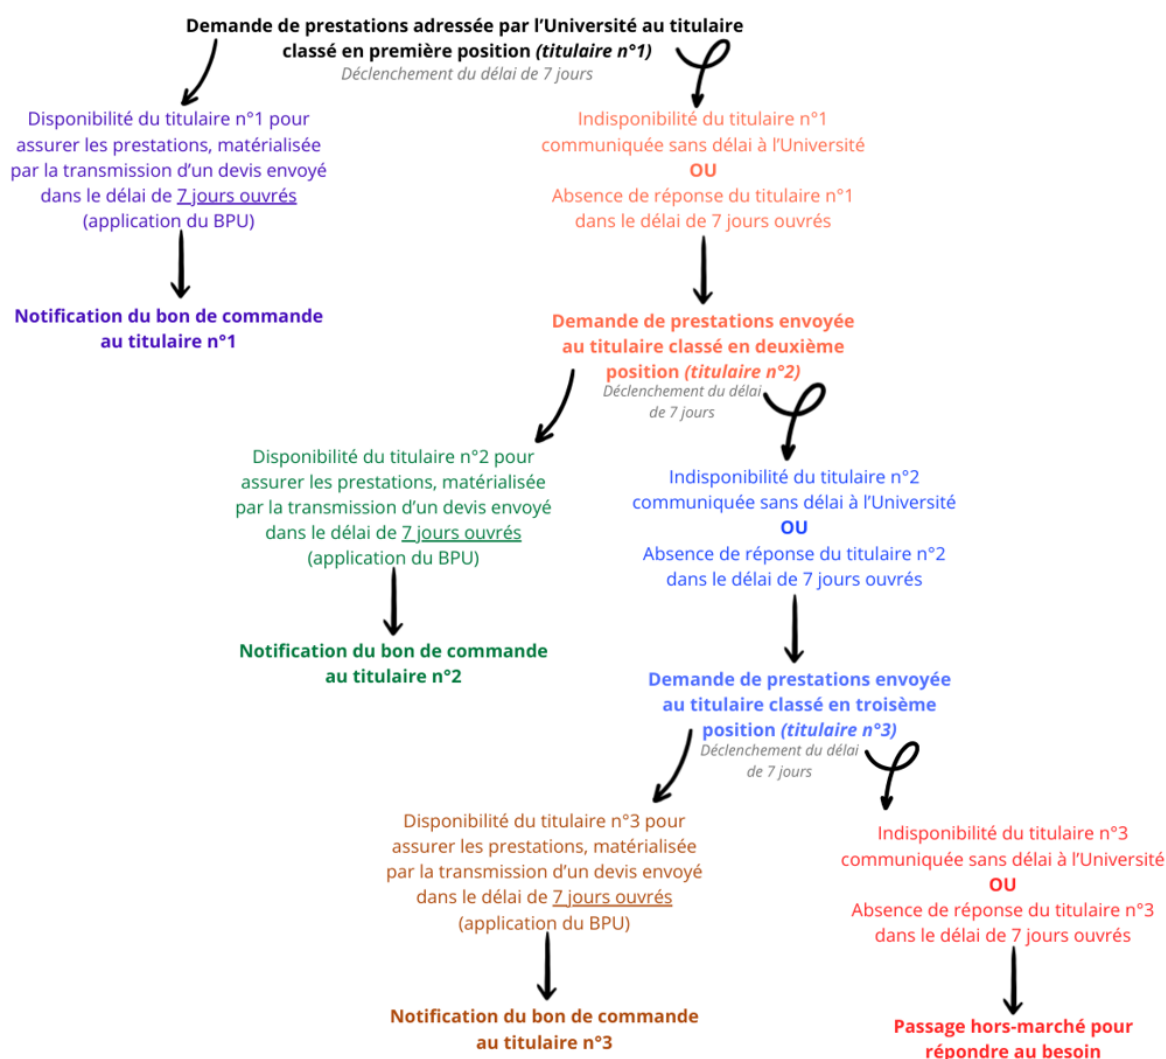 Demande de prestations adressée par l'Université au titulaire
classé en première position (titulaire n°1)
Déclenchement du délai de 7 jours
Disponibilité du titulaire n°1 pour
assurer les prestations, matérialisée
par la transmission d'un devis envoyé
dans le délai de 7 jours ouvrés
(application du BPU)
Indisponibilité du titulaire n°1
communiquée sans délai à l'Université
OU
Absence de réponse du titulaire n°1
dans le délai de 7 jours ouvrés
Notification du bon de commande
au titulaire n°1
Demande de prestations envoyée
au titulaire classé en deuxième
position (titulaire n°2)
Déclenchement du délai
de 7 jours
Disponibilité du titulaire n°2 pour
assurer les prestations, matérialisée
par la transmission d'un devis envoyé
dans le délai de 7 jours ouvrés
(application du BPU)
Indisponibilité du titulaire n°2
communiquée sans délai à l'Université
OU
Absence de réponse du titulaire n°2
dans le délai de 7 jours ouvrés
Notification du bon de commande
au titulaire n°2
Demande de prestations envoyée
au titulaire classé en troisème
position (titulaire n°3)
Déclenchement du délai
de 7 jours
Disponibilité du titulaire n°3 pour
assurer les prestations, matérialisée
par la transmission d'un devis envoyé
dans le délai de 7 jours ouvrés
(application du BPU)
Indisponibilité du titulaire n°3
communiquée sans délai à l'Université
OU
Absence de réponse du titulaire n°3
dans le délai de 7 jours ouvrés
Notification du bon de commande
au titulaire n°3
Passage hors-marché pour
répondre au besoin